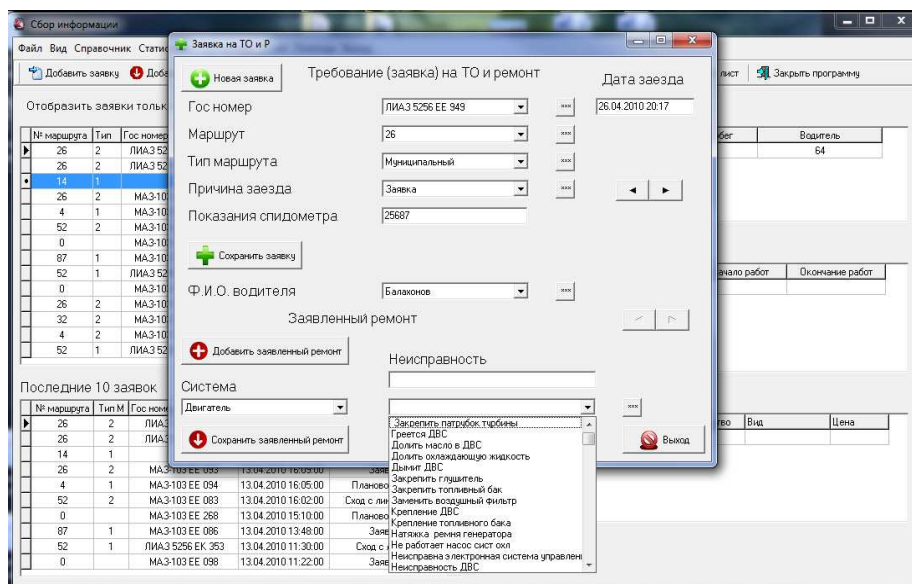 Сбор информации
Заявка на ТО и Р
Файл Вид Справочник
Добавить заявку
лист Закрыть программу
Новая заявка
Требование (заявка) на ТО и ремонт
Дата заезда
Отобразить заявки
Гос номер ЛИАЗ 5256 ЕЕ 949 *** 26.04.2010 20:17
Маршрут 26 ***
Тип маршрута Муниципальный ***
Причина заезда Заявка ***
Показания спидометра 25687
Сохранить заявку
Ф.И.О. водителя Балахонов ***
Заявленный ремонт
Добавить заявленный ремонт
Неисправность
Система
Двигатель ***
Сохранить заявленный ремонт
Выход
Закрепить патрубок турбины
Греется ДВС
Долить масло в ДВС
Долить охлаждающую жидкость
Дымит ДВС
Закрепить глушитель
Закрепить топливный бак
Заменить воздушный фильтр
Крепление ДВС
Крепление топливного бака
Натяжка ремня генератора
Не работает насос сист охл
Неисправна электронная система управлен
Неисправность ДВС
№ маршрута Тип Гос номер Водитель
26 2 ЛИАЗ 52 64
26 2 ЛИАЗ 52
14 1
26 2 МАЗ-10
4 1 МАЗ-10
52 2 МАЗ-10
0 МАЗ-10
87 1 МАЗ-10
52 1 ЛИАЗ 52
0 МАЗ-10
26 2 МАЗ-10
32 2 МАЗ-10
4 2 МАЗ-10
52 1 ЛИАЗ 52
начало работ Окончание работ
Последние 10 заявок
№ маршрута Тип М Гос ном
Вид Цена
26 2 ЛИАЗ
26 2 ЛИАЗ
14 1
26 2 МАЗ-103 ЕЕ 093 13.04.2010 16:09:00
4 1 МАЗ-103 ЕЕ 094 13.04.2010 16:05:00 Планово
52 2 МАЗ-103 ЕЕ 083 13.04.2010 16:02:00 Сход с лин
0 МАЗ-103 ЕЕ 268 13.04.2010 15:10:00 Планово
87 1 МАЗ-103 ЕЕ 086 13.04.2010 13:48:00 Заяв
52 1 ЛИАЗ 5256 ЕК 353 13.04.2010 11:30:00 Сход с
0 МАЗ-103 ЕЕ 098 13.04.2010 11:22:00 Заяв